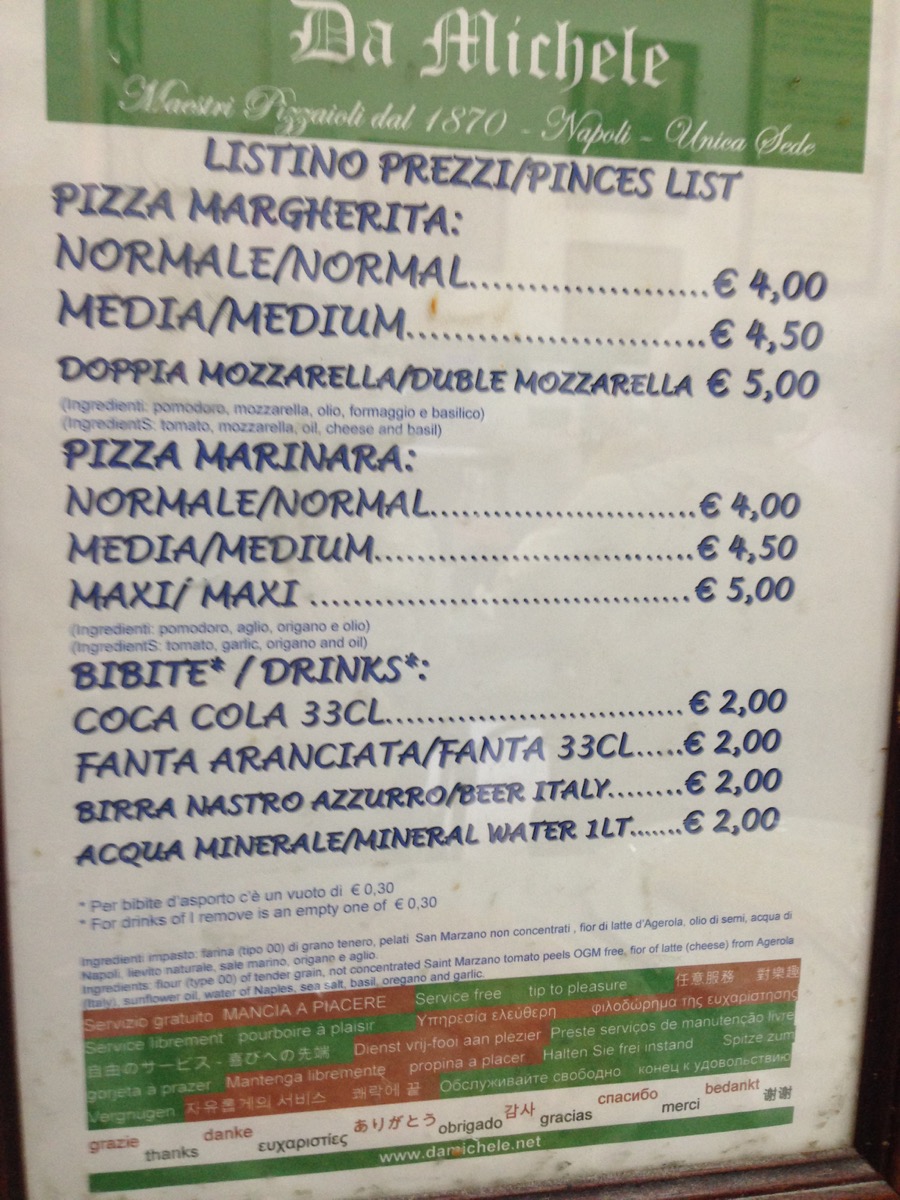 Da Michele
Maestri Pizzaioli dal 1870 - Napoli - Unica Sede
LISTINO PREZZI/PINCES LIST
PIZZA MARGHERITA:
NORMALE/NORMAL......................€ 4,00
MEDIA/MEDIUM............................€ 4,50
DOPPIA MOZZARELLA/DUBLE MOZZARELLA € 5,00
(Ingredienti: pomodoro, mozzarella, olio, formaggio e basilico)
(IngredientS: tomato, mozzarella, oil, cheese and basil)
PIZZA MARINARA:
NORMALE/NORMAL.........................€ 4,00
MEDIA/MEDIUM..............................€ 4,50
MAXI/ MAXI ...................................€ 5,00
(Ingredienti: pomodoro, aglio, origano e olio)
(IngredientS: tomato, garlic, origano and oil)
BIBITE* / DRINKS*:
COCA COLA 33CL.............................€ 2,00
FANTA ARANCIATA/FANTA 33CL.....€ 2,00
BIRRA NASTRO AZZURRO/BEER ITALY........€ 2,00
ACQUA MINERALE/MINERAL WATER 1LT.......€ 2,00
* Per bibite d'asporto c'è un vuoto di € 0,30
* For drinks of I remove is an empty one of € 0,30
Ingredienti impasto: farina (tipo 00) di grano tenero, pelati San Marzano non concentrati , fior di latte d'Agerola, olio di semi, acqua di
Napoli, lievito naturale, sale marino, origano e aglio.
Ingredients: flour (type 00) of tender grain, not concentrated Saint Marzano tomato peels OGM free, fior of latte (cheese) from Agerola
(Italy), sunflower oil, water of Naples, sea salt, basil, oregano and garlic.
Servizio gratuito MANCIA A PIACERE Service free tip to pleasure 任意服務 對樂趣
Service librement pourboire à plaisir Υπηρεσία ελεύθερη φιλοδώρημα της ευχαρίστησης
自由のサービス · 喜びへの先端 Dienst vrij-fooi aan plezier Preste serviços de manutenção livre
gorjeta a prazer Mantenga libremente propina a placer Halten Sie frei instand Spitze zum
Vergnügen 자유롭게의 서비스 쾌락에 끝 Обслуживайте свободно конец к удовольствию
grazie thanks danke ευχαριστίες ありがとう obrigado 감사 gracias спасибо merci bedankt 谢谢
www.damichele.net